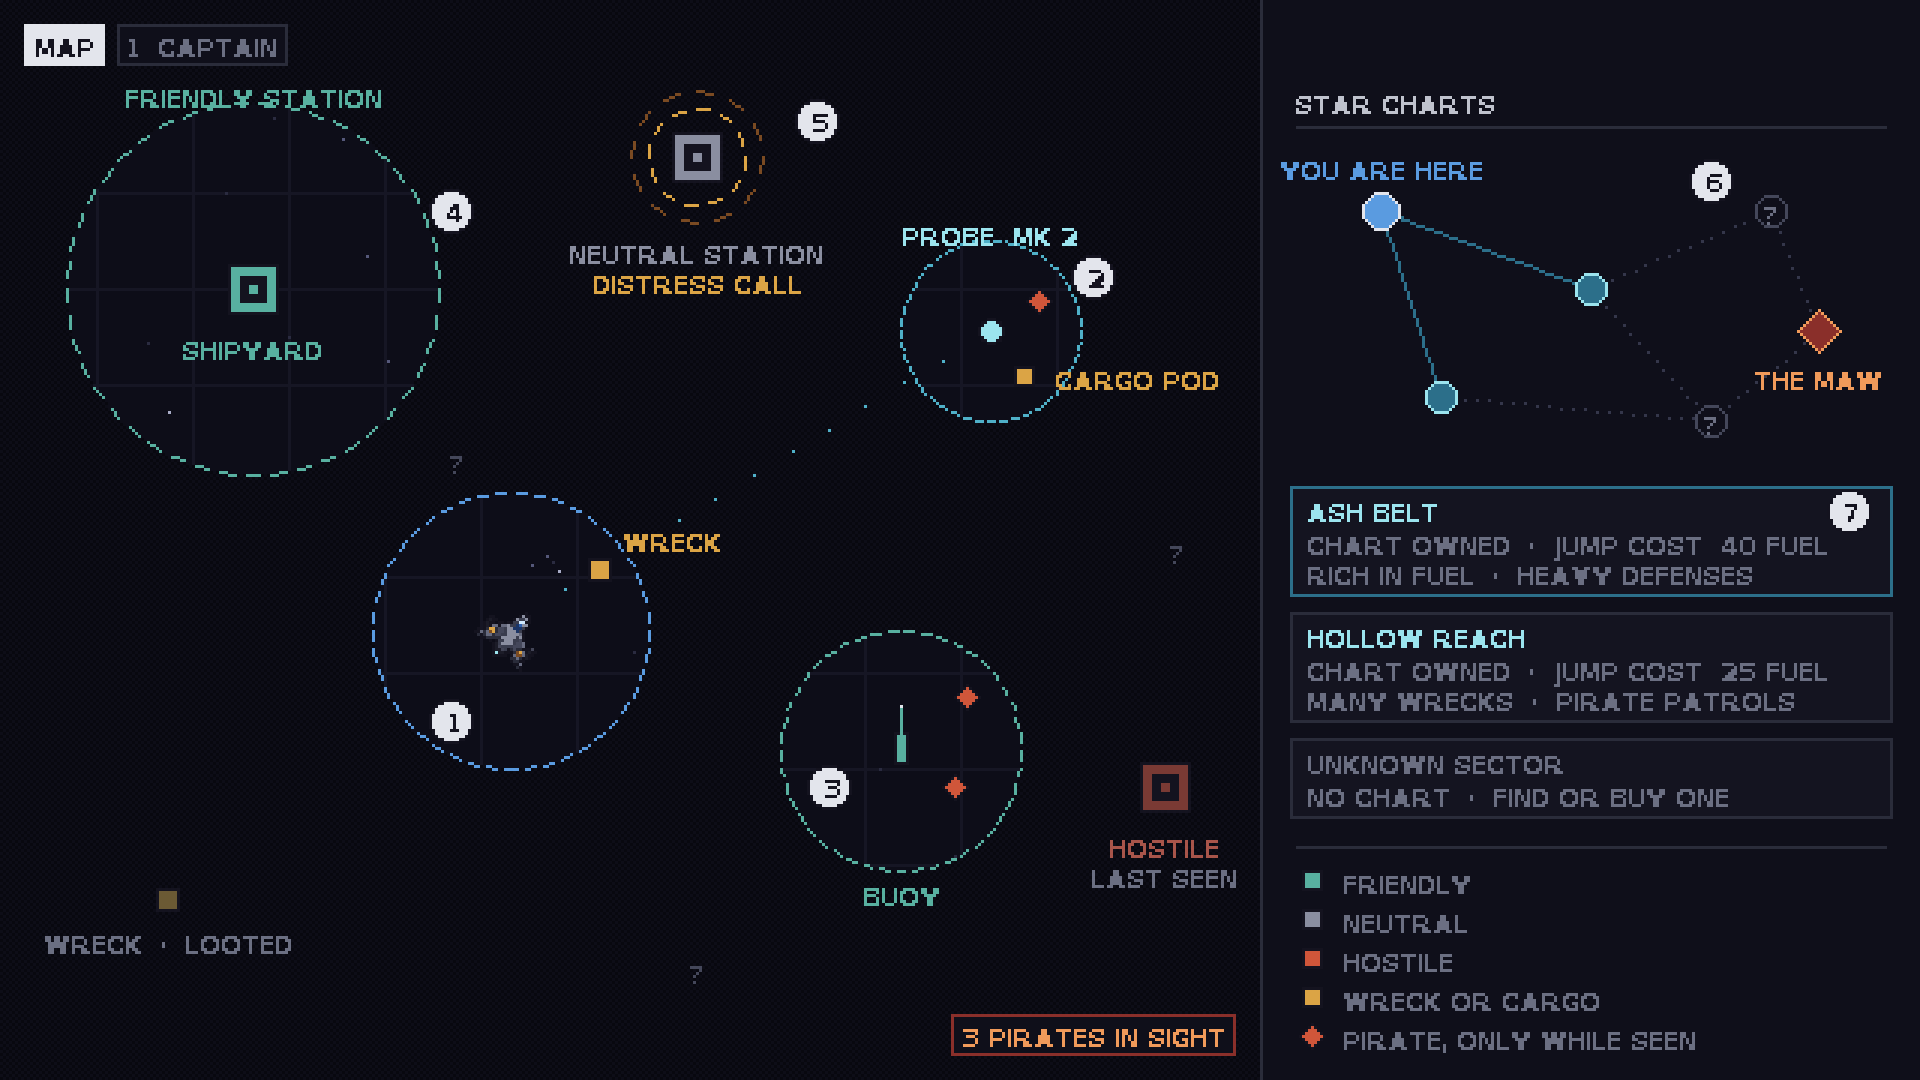 MAP
1 CAPTAIN
FRIENDLY STATION
5
4
NEUTRAL STATION
DISTRESS CALL
PROBE MK 2
2
SHIPYARD
CARGO POD
?
WRECK
?
1
3
HOSTILE
LAST SEEN
BUOY
WRECK · LOOTED
?
3 PIRATES IN SIGHT
STAR CHARTS
YOU ARE HERE
6
?
THE MAW
?
ASH BELT
7
CHART OWNED · JUMP COST 40 FUEL
RICH IN FUEL · HEAVY DEFENSES
HOLLOW REACH
CHART OWNED · JUMP COST 25 FUEL
MANY WRECKS · PIRATE PATROLS
UNKNOWN SECTOR
NO CHART · FIND OR BUY ONE
FRIENDLY
NEUTRAL
HOSTILE
WRECK OR CARGO
PIRATE, ONLY WHILE SEEN